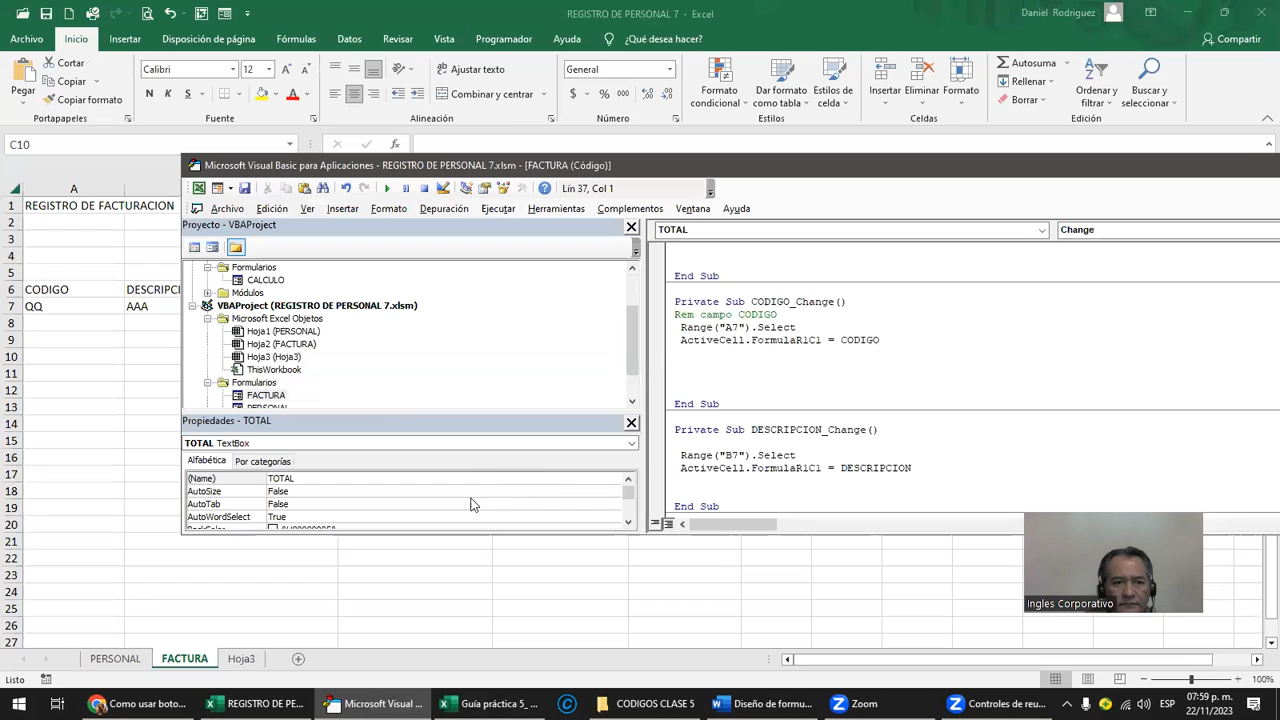 REGISTRO DE PERSONAL 7 - Excel
Daniel Rodriguez
Archivo Inicio Insertar Disposición de página Fórmulas Datos Revisar Vista Programador Ayuda ¿Qué desea hacer? Compartir
Pegar
Cortar
Copiar
Copiar formato
Portapapeles
Calibri 12
N K S
Fuente
Ajustar texto
Combinar y centrar
Alineación
General
$ % 000
Número
Formato condicional
Dar formato como tabla
Estilos de celda
Estilos
Insertar Eliminar Formato
Celdas
Autosuma
Rellenar
Borrar
Ordenar y filtrar
Buscar y seleccionar
Edición
C10
fx
Microsoft Visual Basic para Aplicaciones - REGISTRO DE PERSONAL 7.xlsm - [FACTURA (Código)]
Lín 37, Col 1
Archivo Edición Ver Insertar Formato Depuración Ejecutar Herramientas Complementos Ventana Ayuda
Proyecto - VBAProject
Formularios
CALCULO
Módulos
VBAProject (REGISTRO DE PERSONAL 7.xlsm)
Microsoft Excel Objetos
Hoja1 (PERSONAL)
Hoja2 (FACTURA)
Hoja3 (Hoja3)
ThisWorkbook
Formularios
FACTURA
PERSONAL
Propiedades - TOTAL
TOTAL TextBox
Alfabética Por categorías
(Name) TOTAL
AutoSize False
AutoTab False
AutoWordSelect True
TOTAL Change
End Sub
Private Sub CODIGO_Change()
Rem campo CODIGO
Range("A7").Select
ActiveCell.FormulaR1C1 = CODIGO
End Sub
Private Sub DESCRIPCION_Change()
Range("B7").Select
ActiveCell.FormulaR1C1 = DESCRIPCION
End Sub
A
1 REGISTRO DE FACTURACION
2
3
4
5
6 CODIGO DESCRIPCI
7 QQ AAA
8
9
10
11
12
13
14
15
16
17
18
19
20
21
22
23
24
25
26
27
Ingles Corporativo
PERSONAL FACTURA Hoja3
Listo
100%
Como usar boto...
REGISTRO DE PE...
Microsoft Visual ...
Guía práctica 5_ ...
CODIGOS CLASE 5
Diseño de formu...
Zoom
Controles de reu...
ESP
07:59 p. m.
22/11/2023